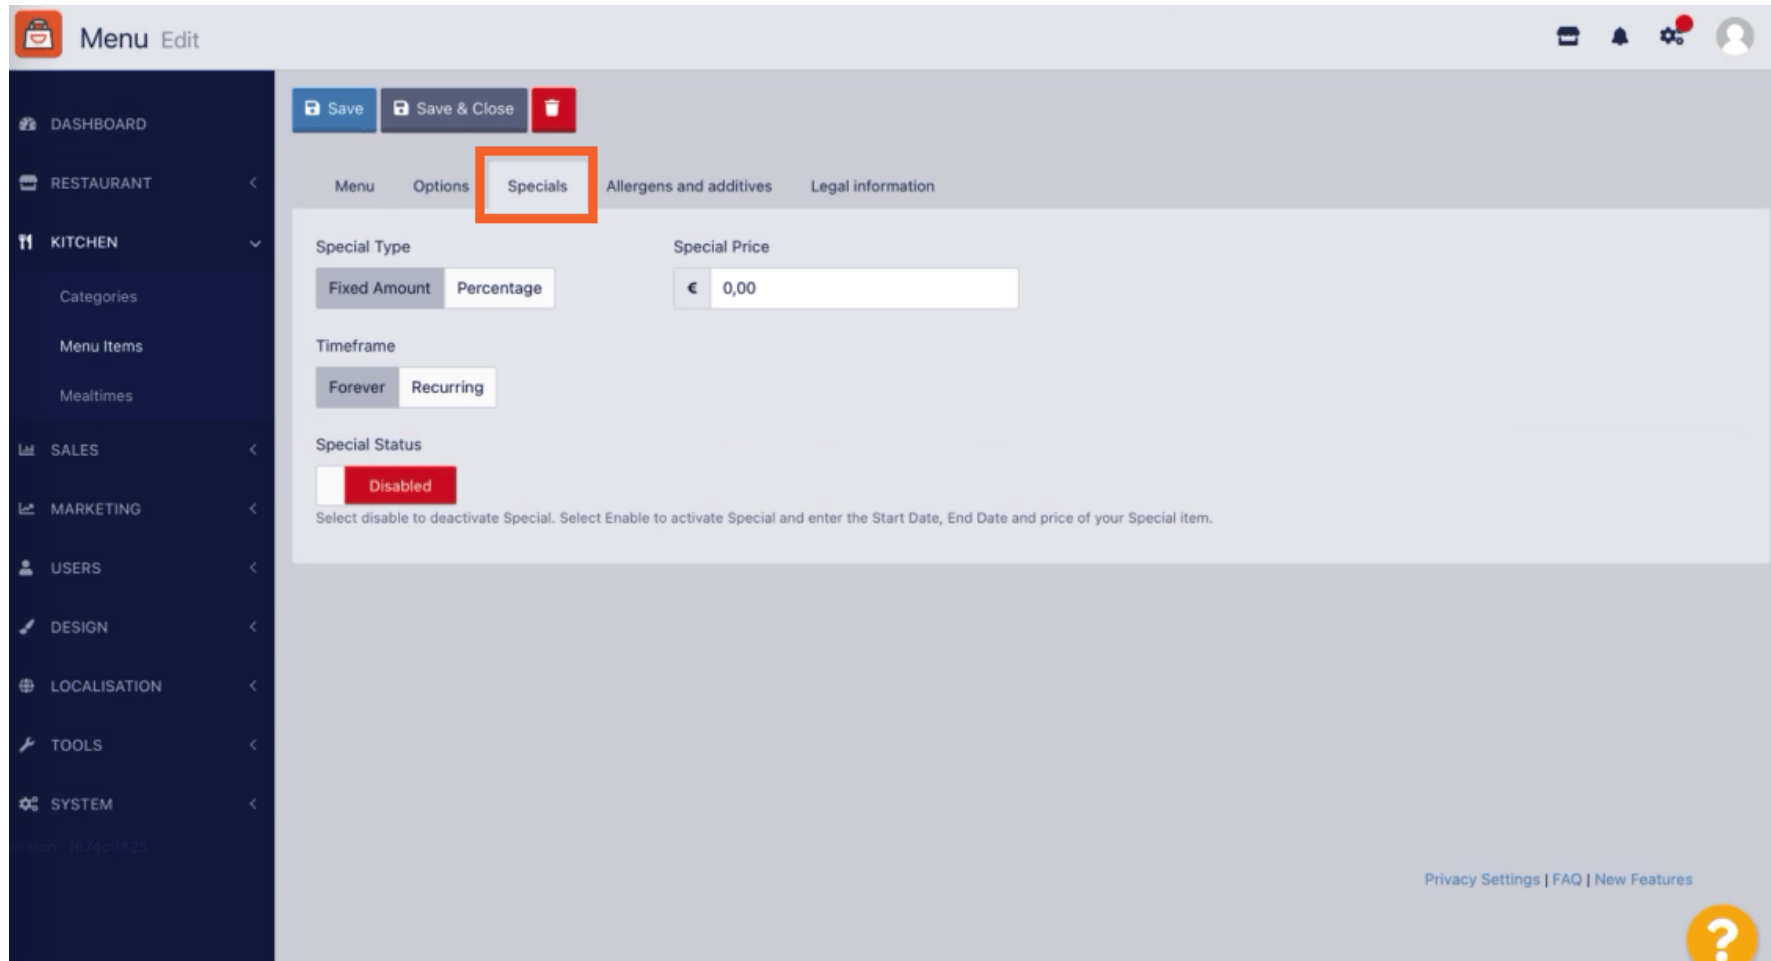 Menu Edit
Save
Save & Close
DASHBOARD
RESTAURANT
KITCHEN
Categories
Menu Items
Mealtimes
SALES
MARKETING
USERS
DESIGN
LOCALISATION
TOOLS
SYSTEM
Menu
Options
Specials
Allergens and additives
Legal information
Special Type
Special Price
Fixed Amount
Percentage
€ 0,00
Timeframe
Forever
Recurring
Special Status
Disabled
Select disable to deactivate Special. Select Enable to activate Special and enter the Start Date, End Date and price of your Special item.
Privacy Settings | FAQ | New Features
?